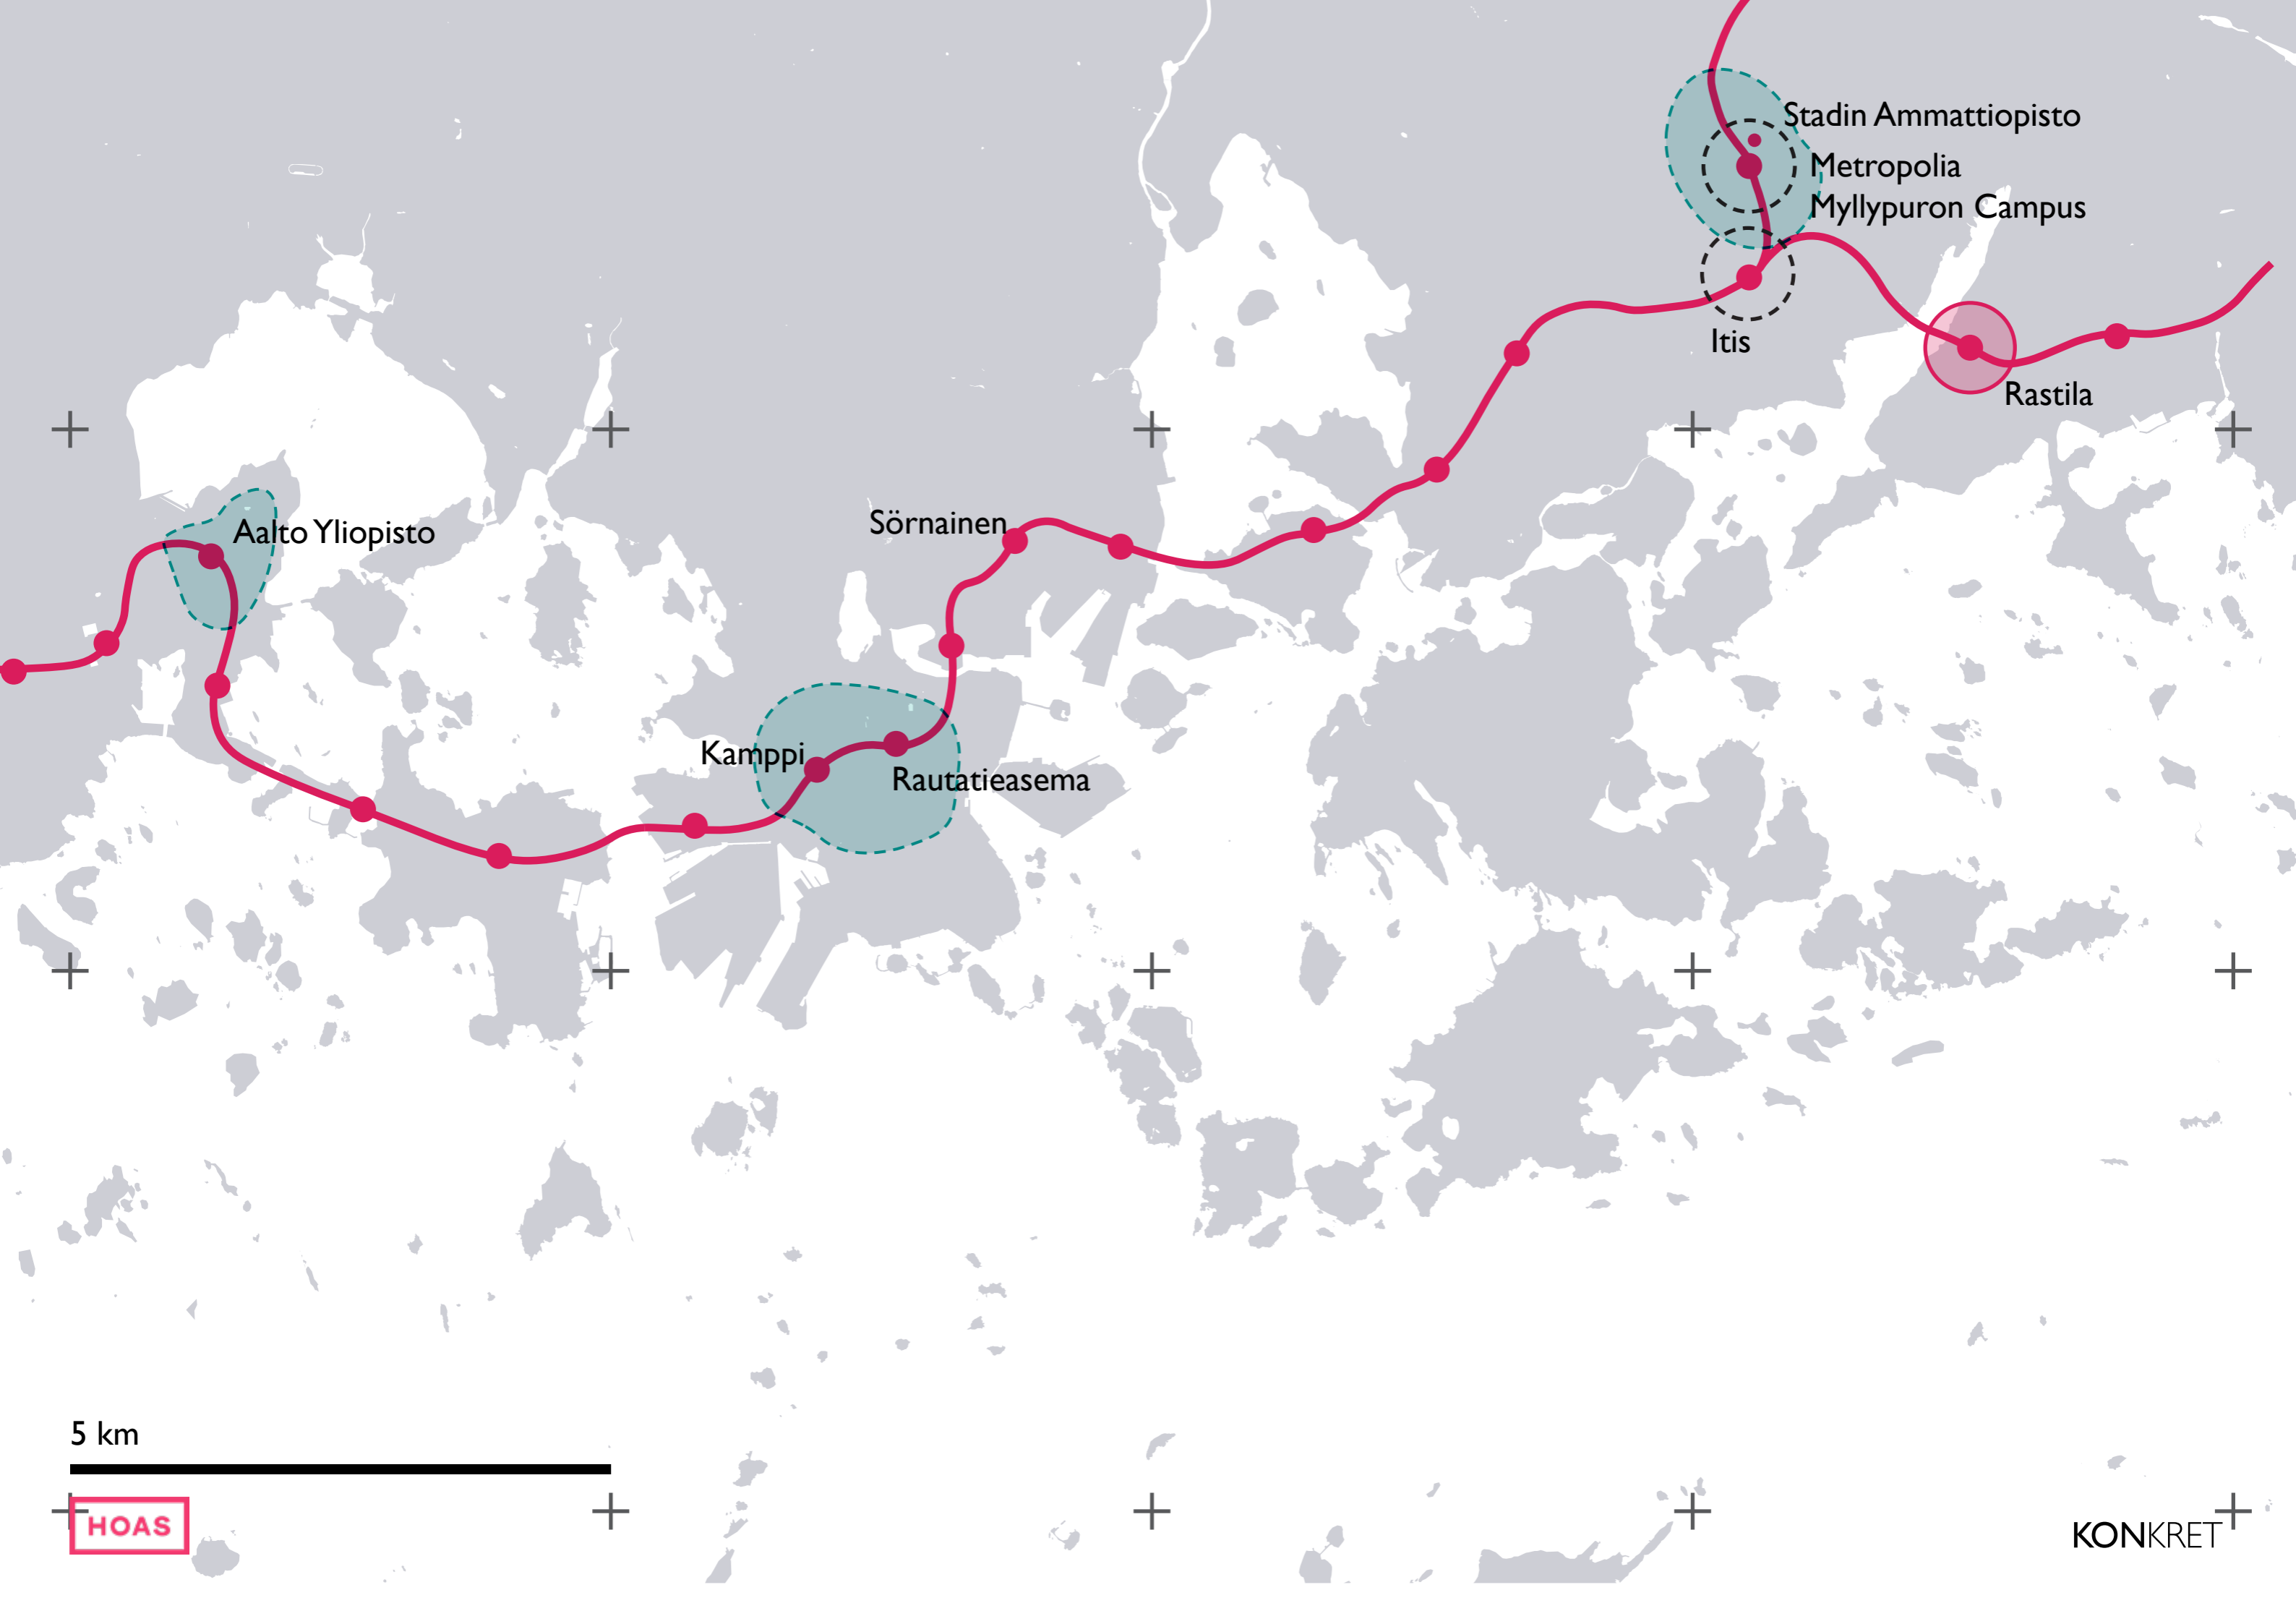 Stadin Ammattiopisto
Metropolia
Myllypuron Campus
Itis
Rastila
Aalto Yliopisto
Sörnainen
Kamppi
Rautatieasema
5 km
HOAS
KONKRET